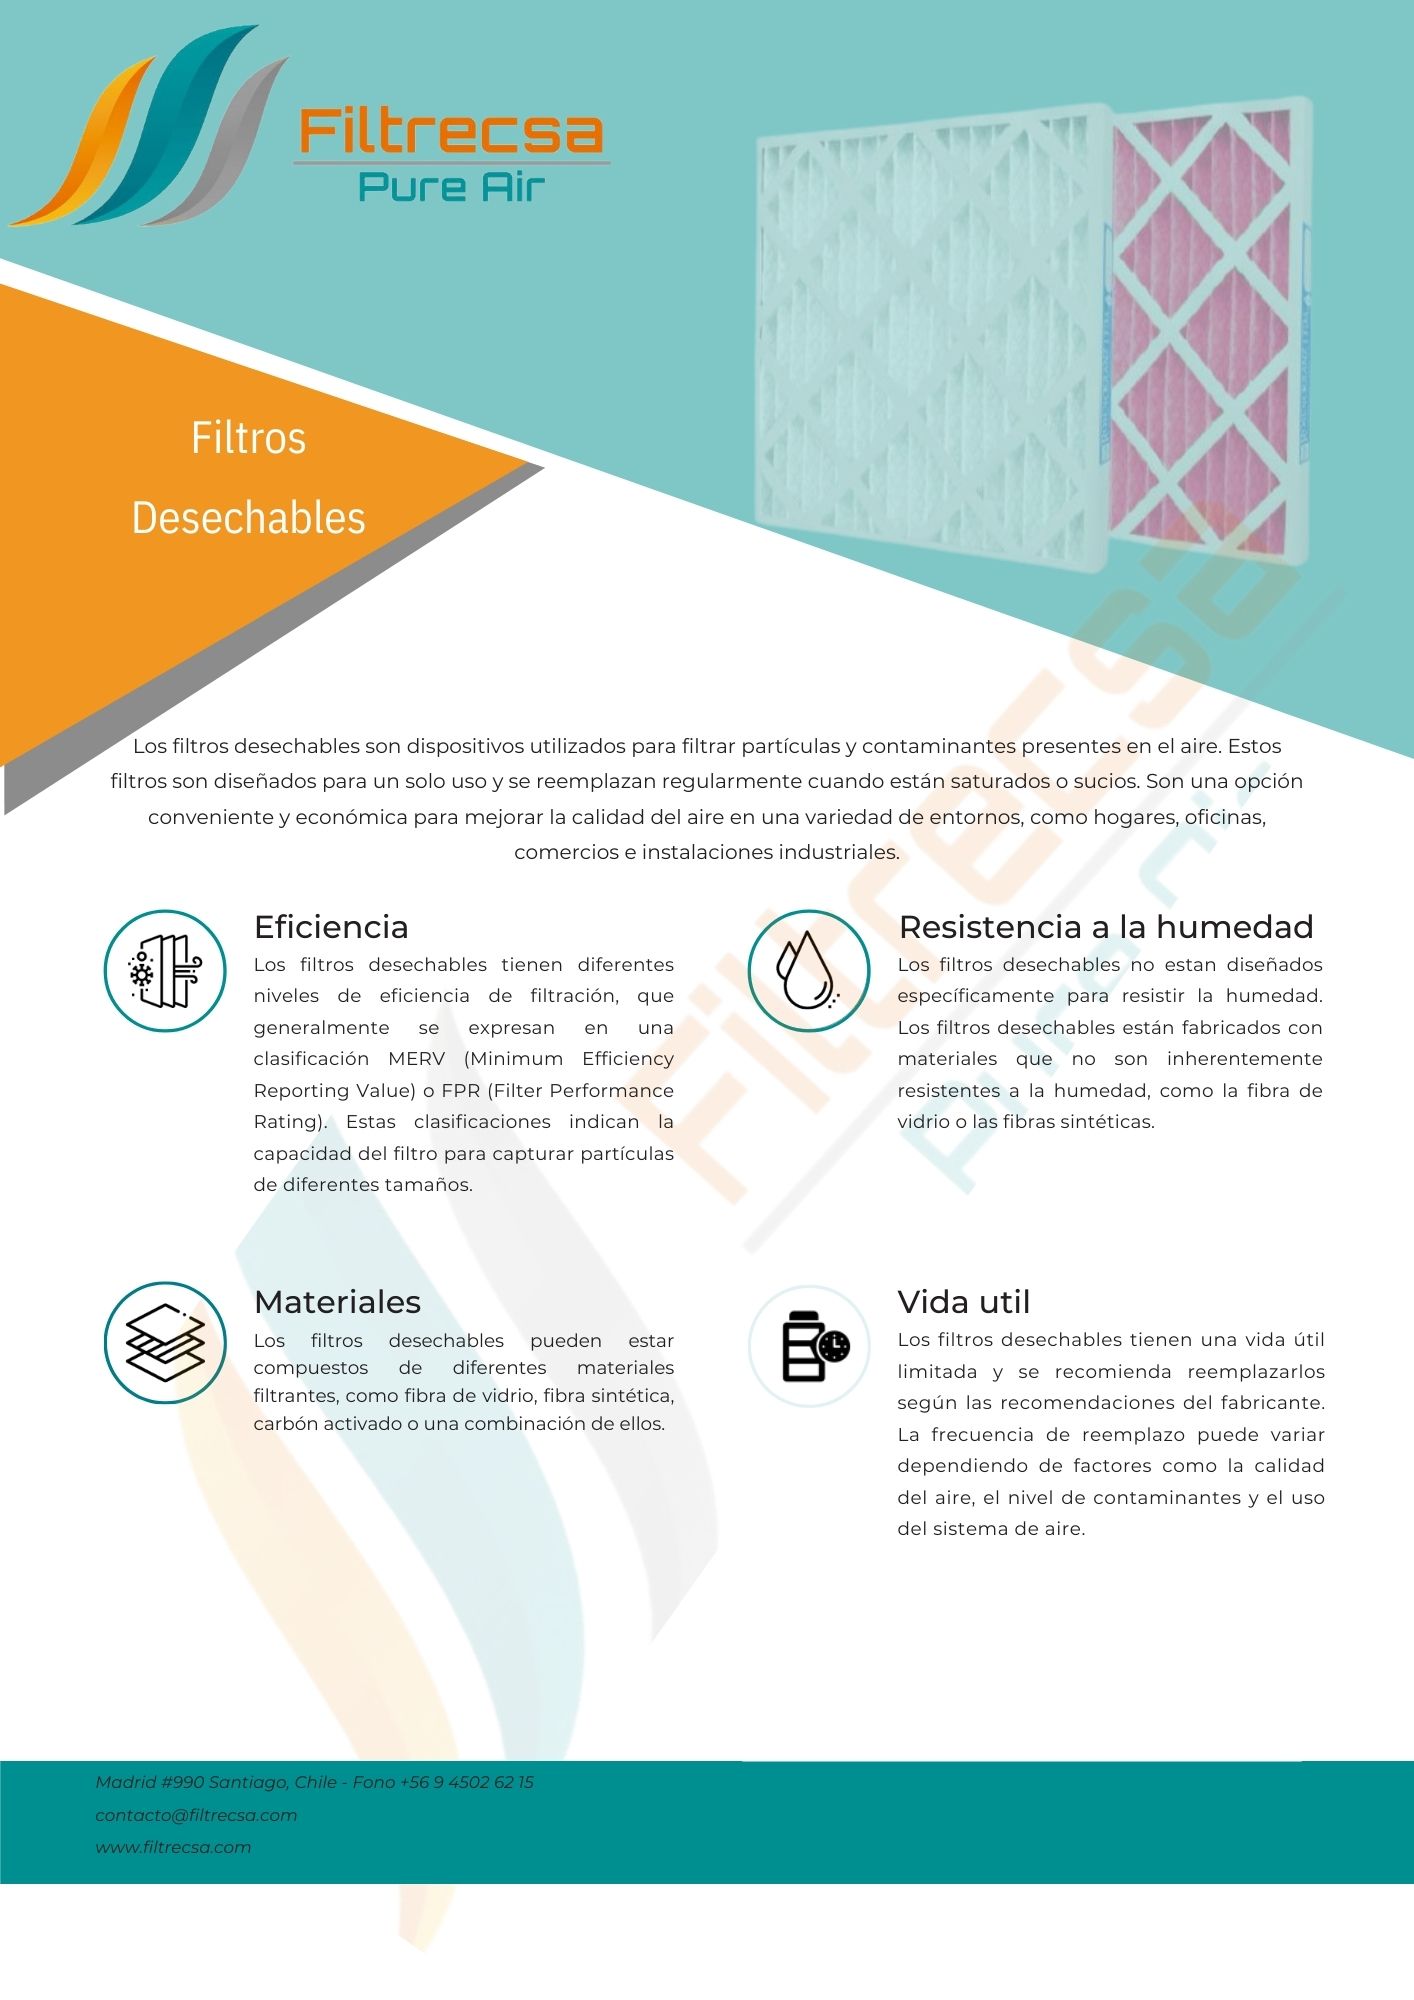 Filtrecsa
Pure Air
Filtros
Desechables
Los filtros desechables son dispositivos utilizados para filtrar partículas y contaminantes presentes en el aire. Estos
filtros son diseñados para un solo uso y se reemplazan regularmente cuando están saturados o sucios. Son una opción
conveniente y económica para mejorar la calidad del aire en una variedad de entornos, como hogares, oficinas,
comercios e instalaciones industriales.
Eficiencia
Los filtros desechables tienen diferentes
niveles de eficiencia de filtración, que
generalmente se expresan en una
clasificación MERV (Minimum Efficiency
Reporting Value) o FPR (Filter Performance
Rating). Estas clasificaciones indican la
capacidad del filtro para capturar partículas
de diferentes tamaños.
Resistencia a la humedad
Los filtros desechables no estan diseñados
específicamente para resistir la humedad.
Los filtros desechables están fabricados con
materiales que no son inherentemente
resistentes a la humedad, como la fibra de
vidrio o las fibras sintéticas.
Materiales
Los filtros desechables pueden estar
compuestos de diferentes materiales
filtrantes, como fibra de vidrio, fibra sintética,
carbón activado o una combinación de ellos.
Vida util
Los filtros desechables tienen una vida útil
limitada y se recomienda reemplazarlos
según las recomendaciones del fabricante.
La frecuencia de reemplazo puede variar
dependiendo de factores como la calidad
del aire, el nivel de contaminantes y el uso
del sistema de aire.
Filtrecsa
Pure Air
Madrid #990 Santiago, Chile - Fono +56 9 4502 62 15
contacto@filtrecsa.com
www.filtrecsa.com